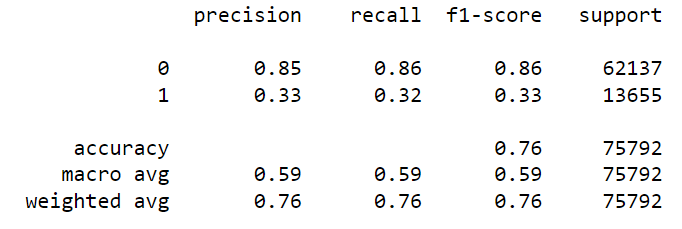 precision recall f1-score support
0 0.85 0.86 0.86 62137
1 0.33 0.32 0.33 13655
accuracy 0.76 75792
macro avg 0.59 0.59 0.59 75792
weighted avg 0.76 0.76 0.76 75792